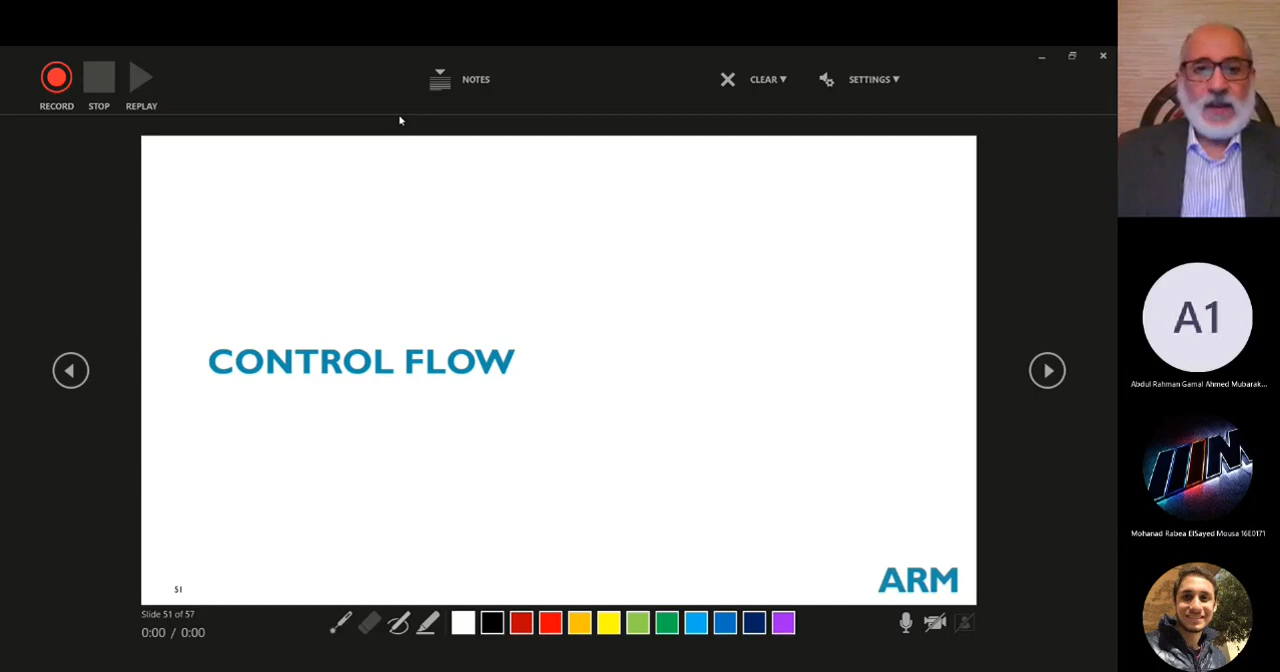 RECORD STOP REPLAY
NOTES
CLEAR ▼
SETTINGS ▼
CONTROL FLOW
51
ARM
Slide 51 of 57
0:00 / 0:00
A1
Abdul Rahman Gamal Ahmed Mubarak...
M
Mohanad Rabea ElSayed Mousa 16E0171